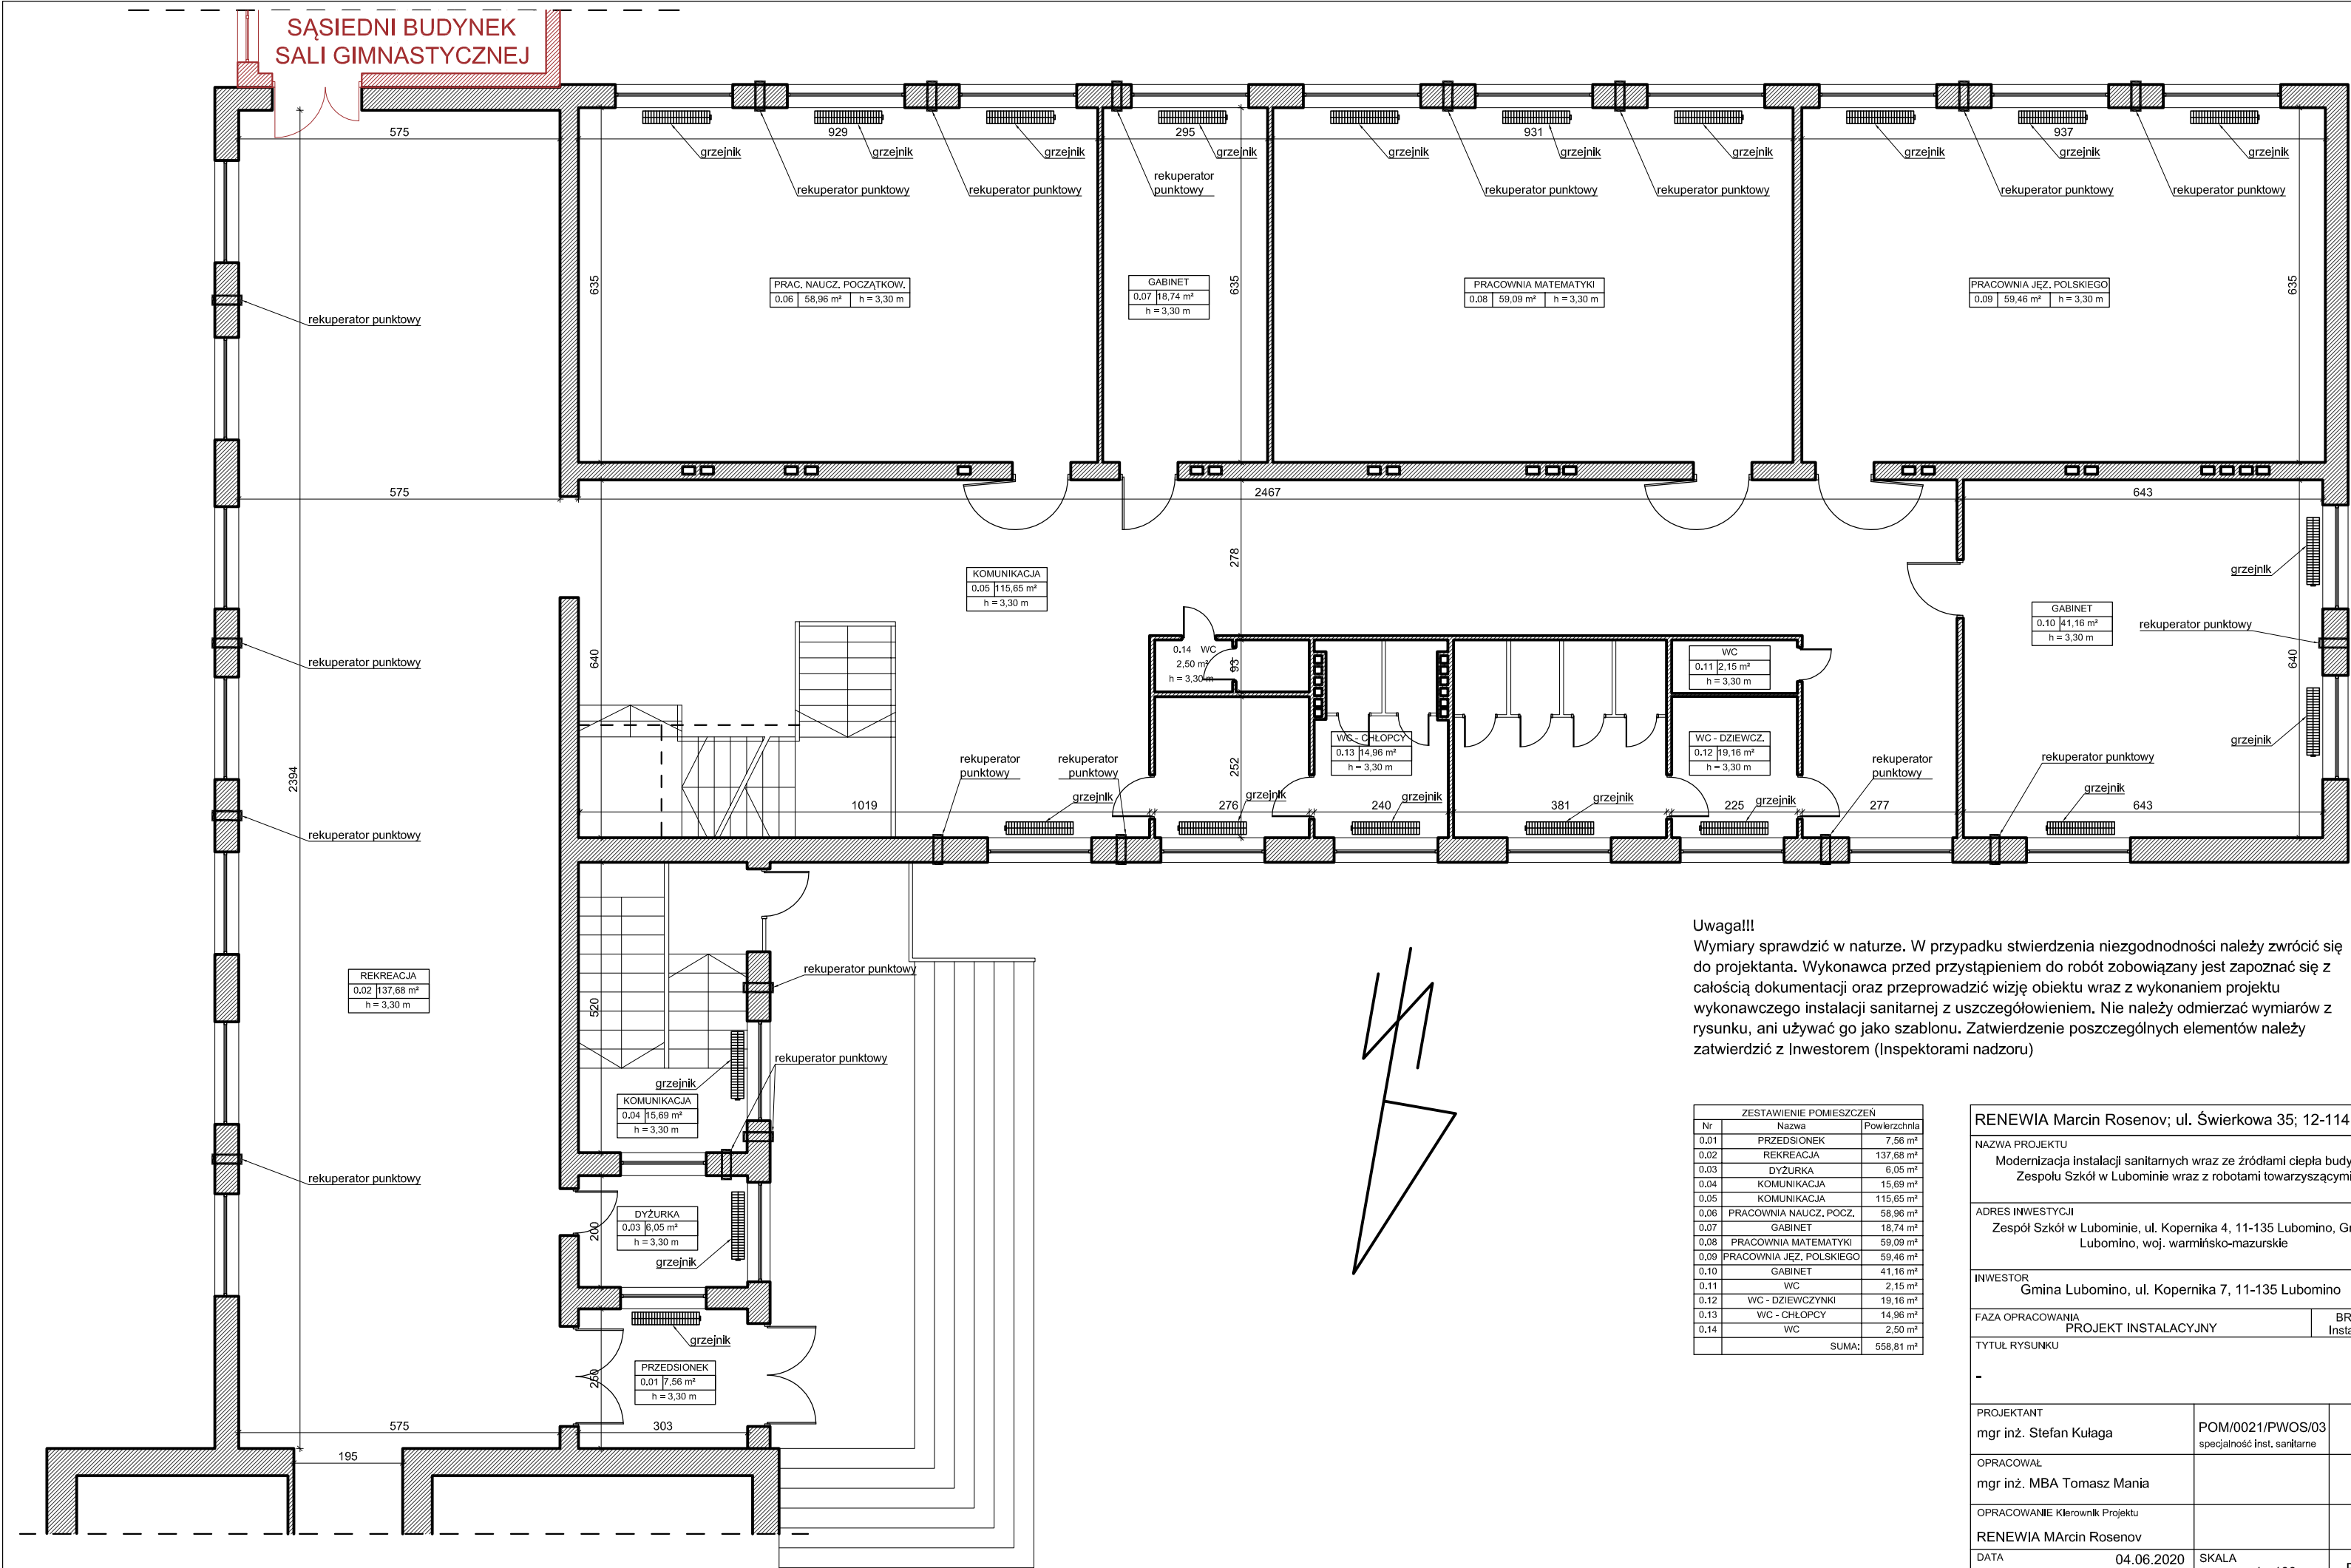 SĄSIEDNI BUDYNEK
SALI GIMNASTYCZNEJ
575
929
295
931
937
grzejnik
grzejnik
grzejnik
grzejnik
grzejnik
grzejnik
grzejnik
grzejnik
grzejnik
grzejnik
rekuperator punktowy
rekuperator punktowy
rekuperator
punktowy
rekuperator punktowy
rekuperator punktowy
rekuperator punktowy
rekuperator punktowy
635
635
635
PRAC. NAUCZ. POCZĄTKOW.
0.06 58,96 m² h = 3,30 m
GABINET
0.07 18,74 m²
h = 3,30 m
PRACOWNIA MATEMATYKI
0.08 59,09 m² h = 3,30 m
PRACOWNIA JĘZ. POLSKIEGO
0.09 59,46 m² h = 3,30 m
rekuperator punktowy
575
2467
643
278
KOMUNIKACJA
0.05 115,65 m²
h = 3,30 m
grzejnik
GABINET
0.10 41,16 m²
h = 3,30 m
rekuperator punktowy
640
640
rekuperator punktowy
0.14 WC
2,50 m²
h = 3,30 m
93
WC
0.11 2,15 m²
h = 3,30 m
WC - CHŁOPCY
0.13 14,96 m²
h = 3,30 m
WC - DZIEWCZ.
0.12 19,16 m²
h = 3,30 m
grzejnik
rekuperator
punktowy
rekuperator
punktowy
252
rekuperator
punktowy
rekuperator punktowy
2394
grzejnik
grzejnik
grzejnik
grzejnik
grzejnik
grzejnik
1019
276
240
381
225
277
643
rekuperator punktowy
rekuperator punktowy
REKREACJA
0.02 137,68 m²
h = 3,30 m
520
rekuperator punktowy
grzejnik
KOMUNIKACJA
0.04 15,69 m²
h = 3,30 m
rekuperator punktowy
DYŻURKA
0.03 6,05 m²
h = 3,30 m
200
grzejnik
grzejnik
PRZEDSIONEK
0.01 7,56 m²
h = 3,30 m
250
575
303
195
Uwaga!!!
Wymiary sprawdzić w naturze. W przypadku stwierdzenia niezgodnodności należy zwrócić się
do projektanta. Wykonawca przed przystąpieniem do robót zobowiązany jest zapoznać się z
całością dokumentacji oraz przeprowadzić wizję obiektu wraz z wykonaniem projektu
wykonawczego instalacji sanitarnej z uszczegółowieniem. Nie należy odmierzać wymiarów z
rysunku, ani używać go jako szablonu. Zatwierdzenie poszczególnych elementów należy
zatwierdzić z Inwestorem (Inspektorami nadzoru)
ZESTAWIENIE POMIESZCZEŃ
Nr Nazwa Powierzchnia
0.01 PRZEDSIONEK 7,56 m²
0.02 REKREACJA 137,68 m²
0.03 DYŻURKA 6,05 m²
0.04 KOMUNIKACJA 15,69 m²
0.05 KOMUNIKACJA 115,65 m²
0.06 PRACOWNIA NAUCZ. POCZ. 58,96 m²
0.07 GABINET 18,74 m²
0.08 PRACOWNIA MATEMATYKI 59,09 m²
0.09 PRACOWNIA JĘZ. POLSKIEGO 59,46 m²
0.10 GABINET 41,16 m²
0.11 WC 2,15 m²
0.12 WC - DZIEWCZYNKI 19,16 m²
0.13 WC - CHŁOPCY 14,96 m²
0.14 WC 2,50 m²
SUMA: 558,81 m²
RENEWIA Marcin Rosenov; ul. Świerkowa 35; 12-114
NAZWA PROJEKTU
Modernizacja instalacji sanitarnych wraz ze źródłami ciepła budy
Zespołu Szkół w Lubominie wraz z robotami towarzyszącymi
ADRES INWESTYCJI
Zespół Szkół w Lubominie, ul. Kopernika 4, 11-135 Lubomino, G
Lubomino, woj. warmińsko-mazurskie
INWESTOR
Gmina Lubomino, ul. Kopernika 7, 11-135 Lubomino
FAZA OPRACOWANIA BR
PROJEKT INSTALACYJNY Insta
TYTUŁ RYSUNKU
-
PROJEKTANT
mgr inż. Stefan Kułaga POM/0021/PWOS/03
specjalność inst. sanitarne
OPRACOWAŁ
mgr inż. MBA Tomasz Mania
OPRACOWANIE Kierownik Projektu
RENEWIA MArcin Rosenov
DATA 04.06.2020 SKALA